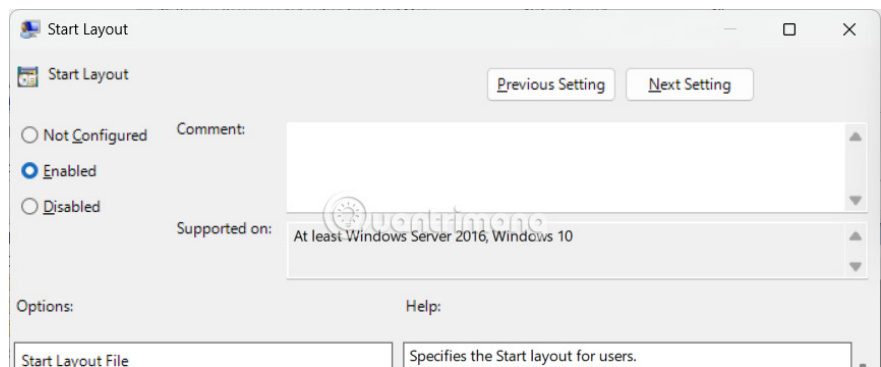 Start Layout
Start Layout
Previous Setting
Next Setting
Not Configured
Comment:
Enabled
Disabled
Quantrimang
Supported on:
At least Windows Server 2016, Windows 10
Options:
Help:
Start Layout File
Specifies the Start layout for users.